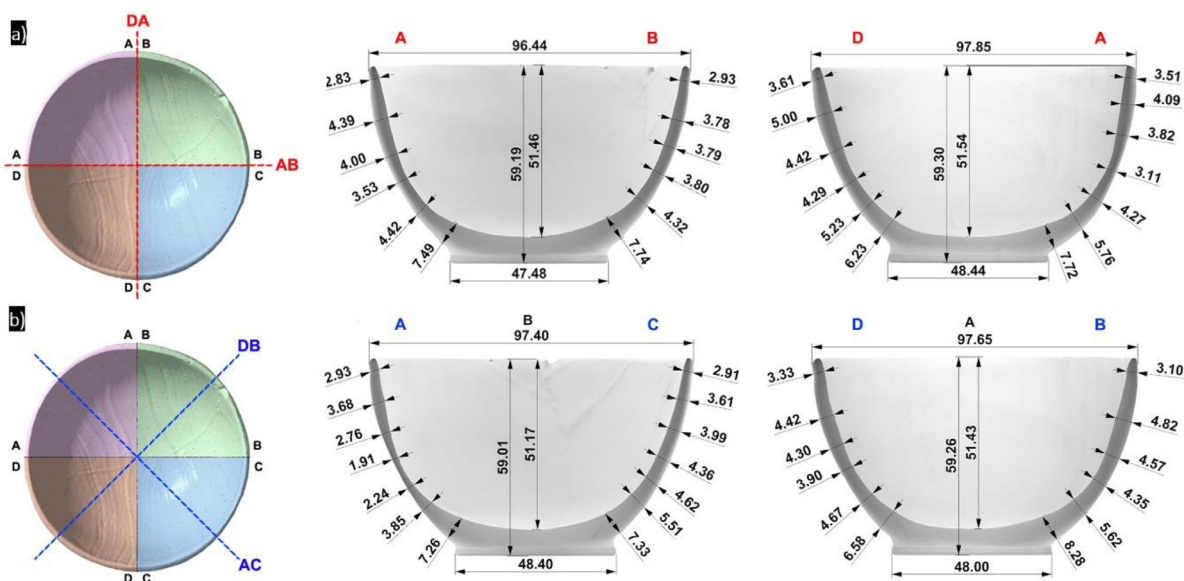 a)
DA
A B
A B
D C
AB
D C
A B
96.44
2.83 2.93
4.39 3.78
4.00 3.79
3.53 3.80
4.42 4.32
7.49 7.74
59.19 51.46
47.48
D A
97.85
3.61 3.51
5.00 4.09
4.42 3.82
4.29 3.11
5.23 4.27
6.23 5.76
7.72
59.30 51.54
48.44
b)
A B
DB
A B
D C
D C
AC
A B C
97.40
2.93 2.91
3.68 3.61
2.76 3.99
1.91 4.36
2.24 4.62
3.85 5.51
7.26 7.33
59.01 51.17
48.40
D A B
97.65
3.33 3.10
4.42 4.82
4.30 4.57
3.90 4.35
4.67 5.62
6.58 8.28
59.26 51.43
48.00